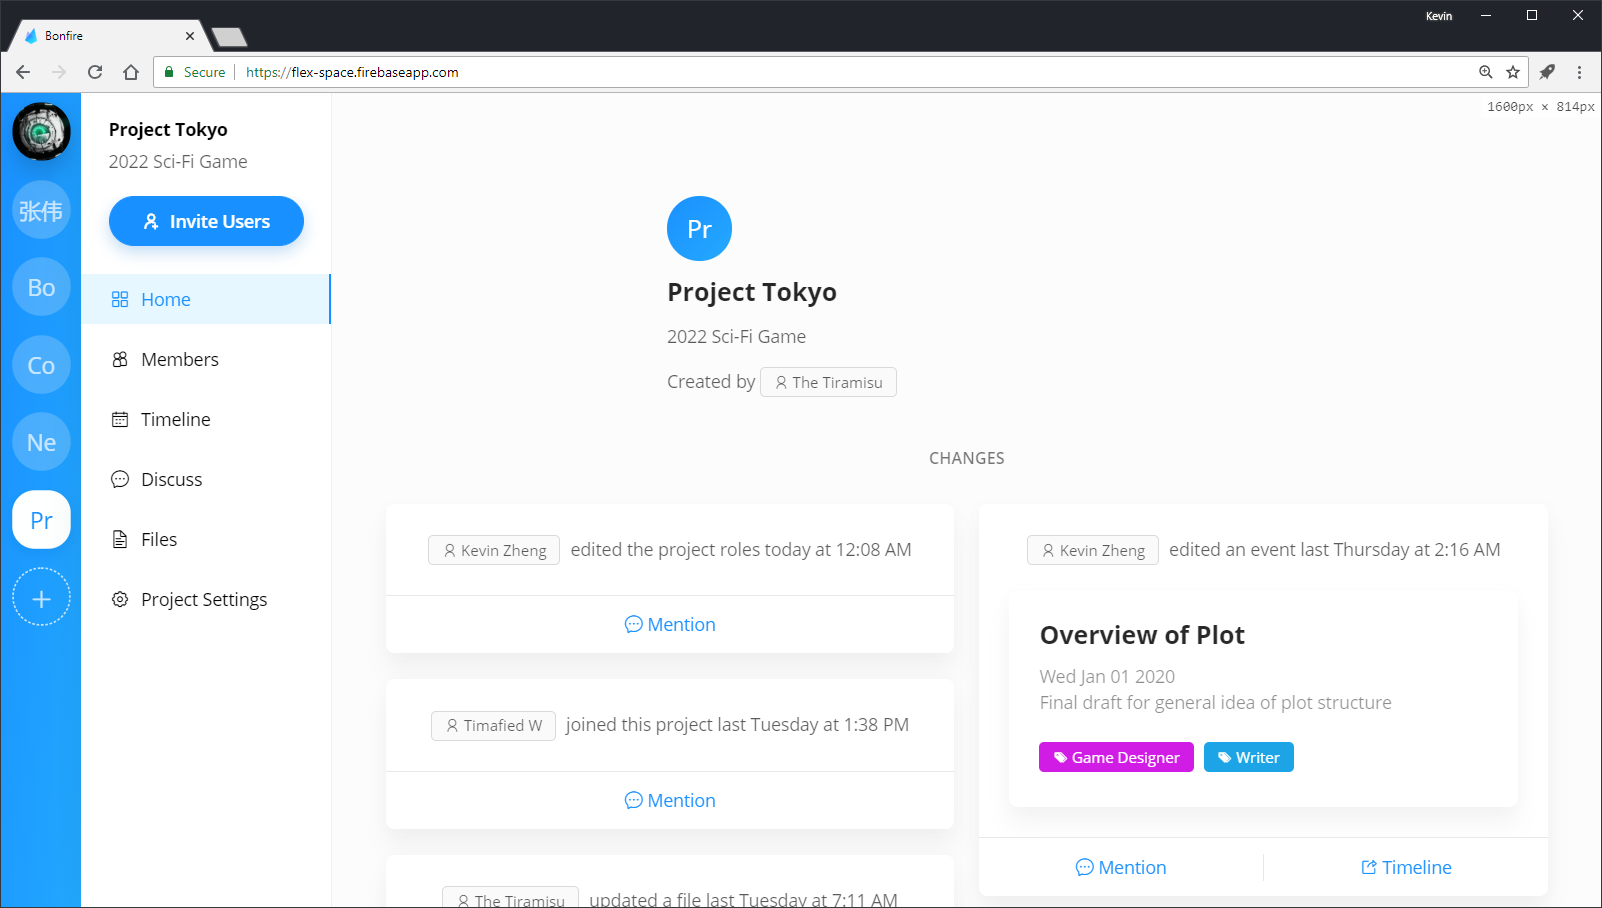 Kevin
Bonfire
Secure
https://flex-space.firebaseapp.com
1600px × 814px
张伟
Bo
Co
Ne
Pr
Project Tokyo
2022 Sci-Fi Game
Invite Users
Home
Members
Timeline
Discuss
Files
Project Settings
Pr
Project Tokyo
2022 Sci-Fi Game
Created by The Tiramisu
CHANGES
Kevin Zheng edited the project roles today at 12:08 AM
Mention
Timafied W joined this project last Tuesday at 1:38 PM
Mention
The Tiramisu updated a file last Tuesday at 7:11 AM
Kevin Zheng edited an event last Thursday at 2:16 AM
Overview of Plot
Wed Jan 01 2020
Final draft for general idea of plot structure
Game Designer Writer
Mention Timeline